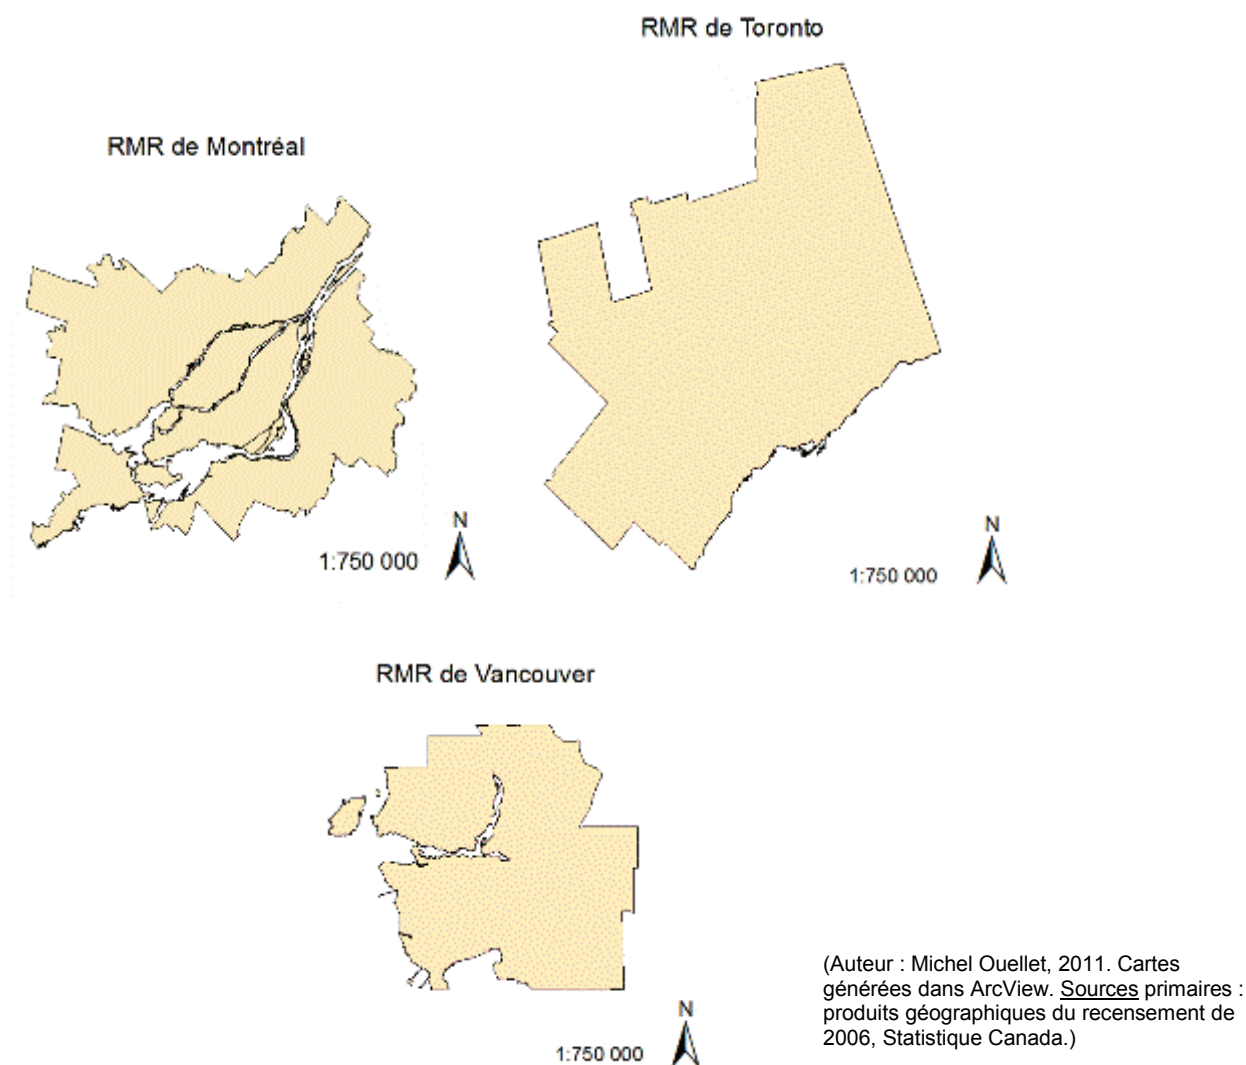 RMR de Toronto
RMR de Montréal
N
1:750 000
N
1:750 000
RMR de Vancouver
N
1:750 000
(Auteur : Michel Ouellet, 2011. Cartes
générées dans ArcView. Sources primaires :
produits géographiques du recensement de
2006, Statistique Canada.)